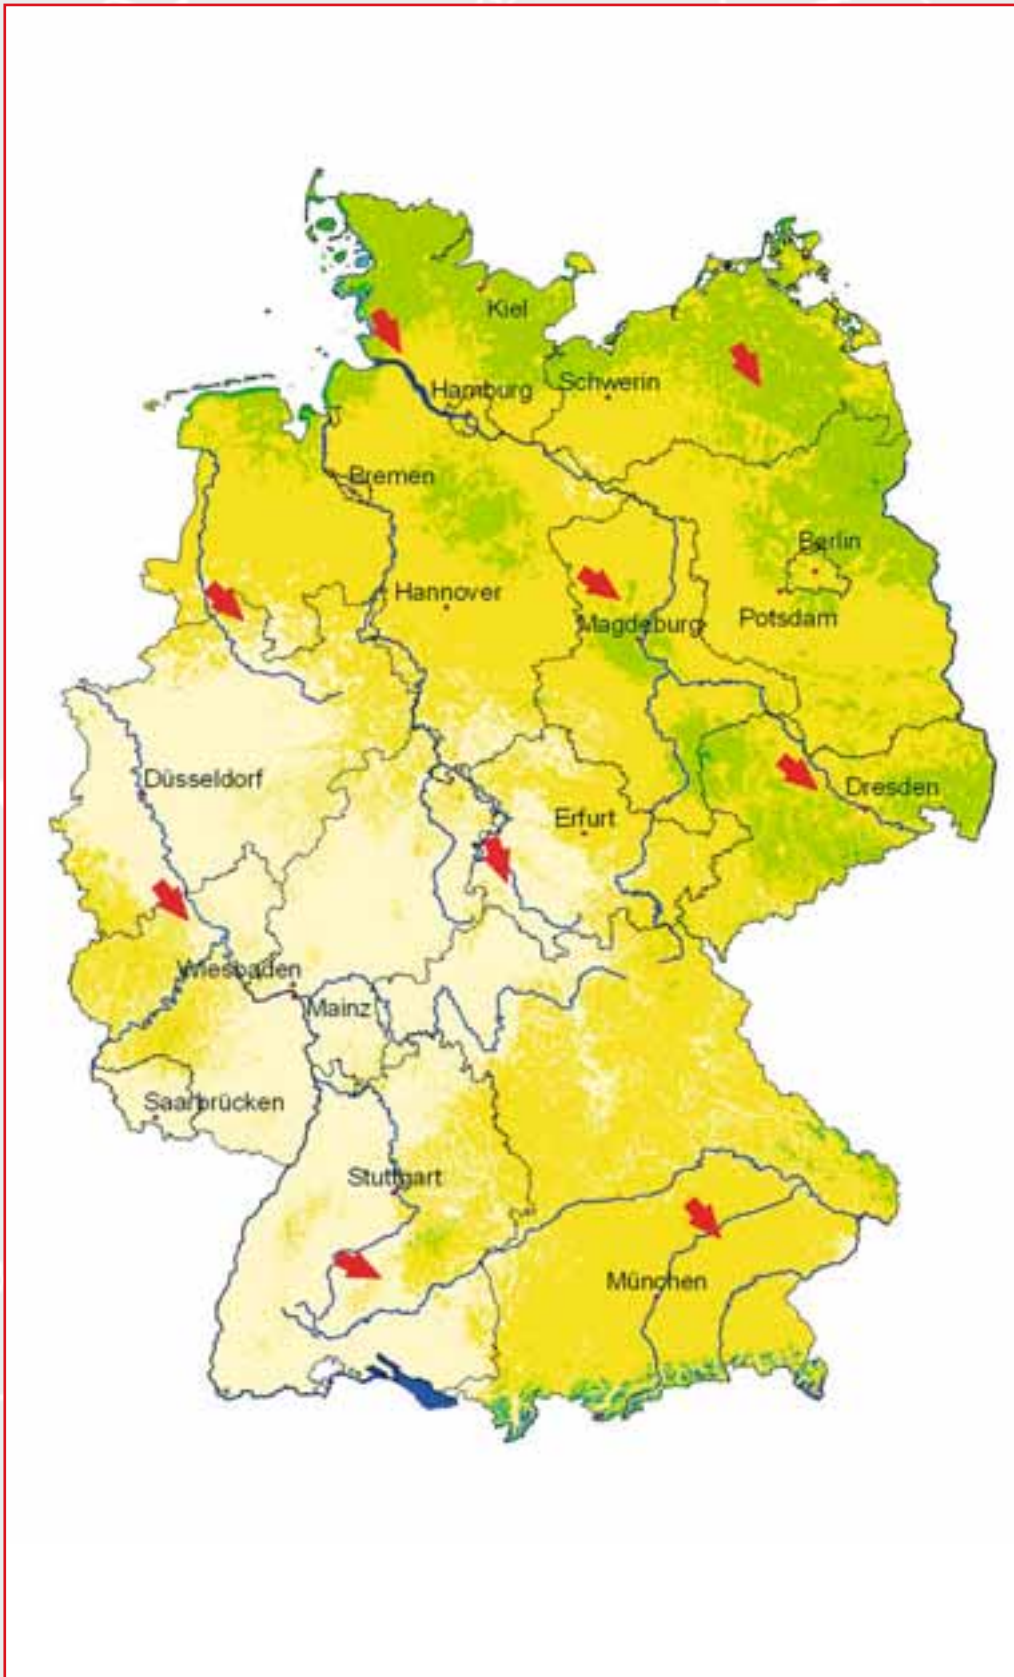 Kiel
Schwerin
Hamburg
Bremen
Berlin
Hannover
Magdeburg
Potsdam
Düsseldorf
Dresden
Erfurt
Wiesbaden
Mainz
Saarbrücken
Stuttgart
München